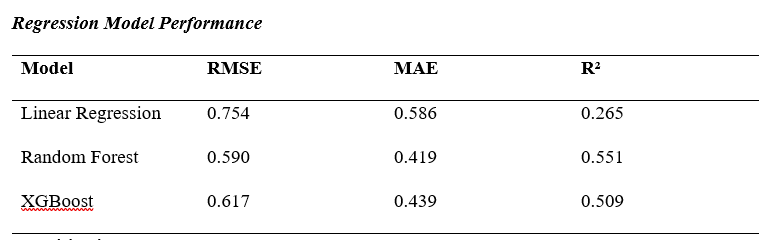 Regression Model Performance
Model RMSE MAE R²
Linear Regression 0.754 0.586 0.265
Random Forest 0.590 0.419 0.551
XGBoost 0.617 0.439 0.509